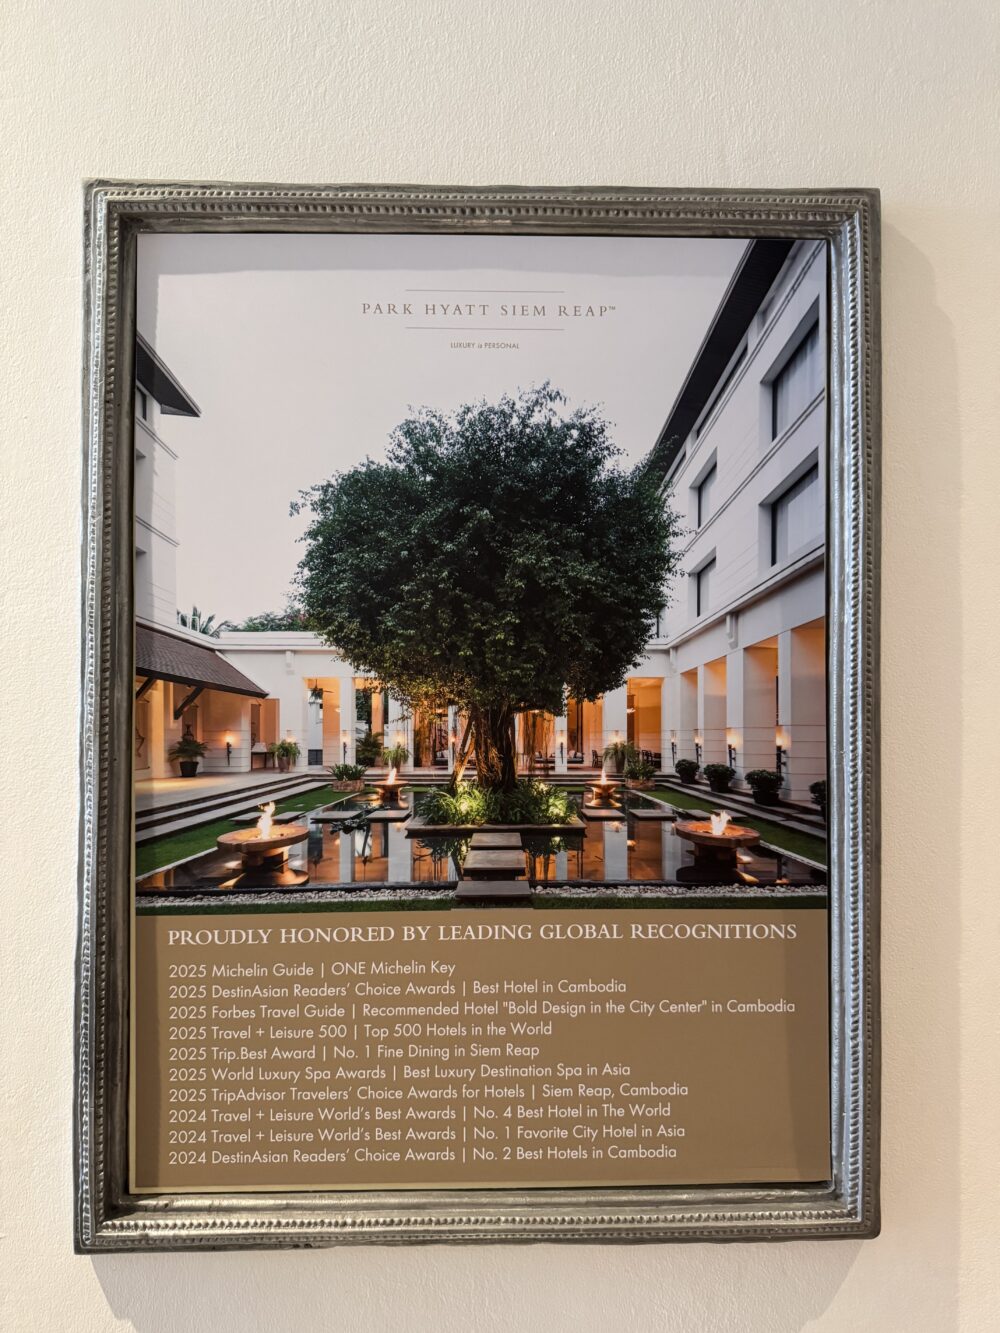 PARK HYATT SIEM REAP™
LUXURY is PERSONAL
PROUDLY HONORED BY LEADING GLOBAL RECOGNITIONS
2025 Michelin Guide | ONE Michelin Key
2025 DestinAsian Readers' Choice Awards | Best Hotel in Cambodia
2025 Forbes Travel Guide | Recommended Hotel "Bold Design in the City Center" in Cambodia
2025 Travel + Leisure 500 | Top 500 Hotels in the World
2025 Trip.Best Award | No. 1 Fine Dining in Siem Reap
2025 World Luxury Spa Awards | Best Luxury Destination Spa in Asia
2025 TripAdvisor Travelers' Choice Awards for Hotels | Siem Reap, Cambodia
2024 Travel + Leisure World's Best Awards | No. 4 Best Hotel in The World
2024 Travel + Leisure World's Best Awards | No. 1 Favorite City Hotel in Asia
2024 DestinAsian Readers' Choice Awards | No. 2 Best Hotels in Cambodia